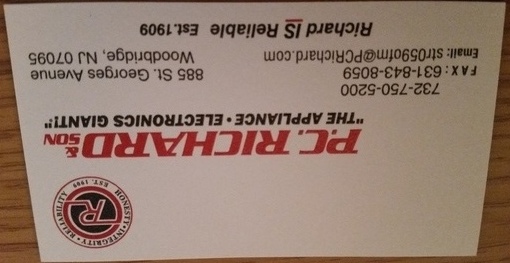 HONESTY • INTEGRITY • RELIABILITY
R
EST. 1909
P.C. RICHARD & SON
"THE APPLIANCE • ELECTRONICS GIANT!"
732-750-5200
FAX: 631-843-8059
Email: str059ofm@PCRichard.com
885 St. Georges Avenue
Woodbridge, NJ 07095
Richard IS Reliable Est.1909